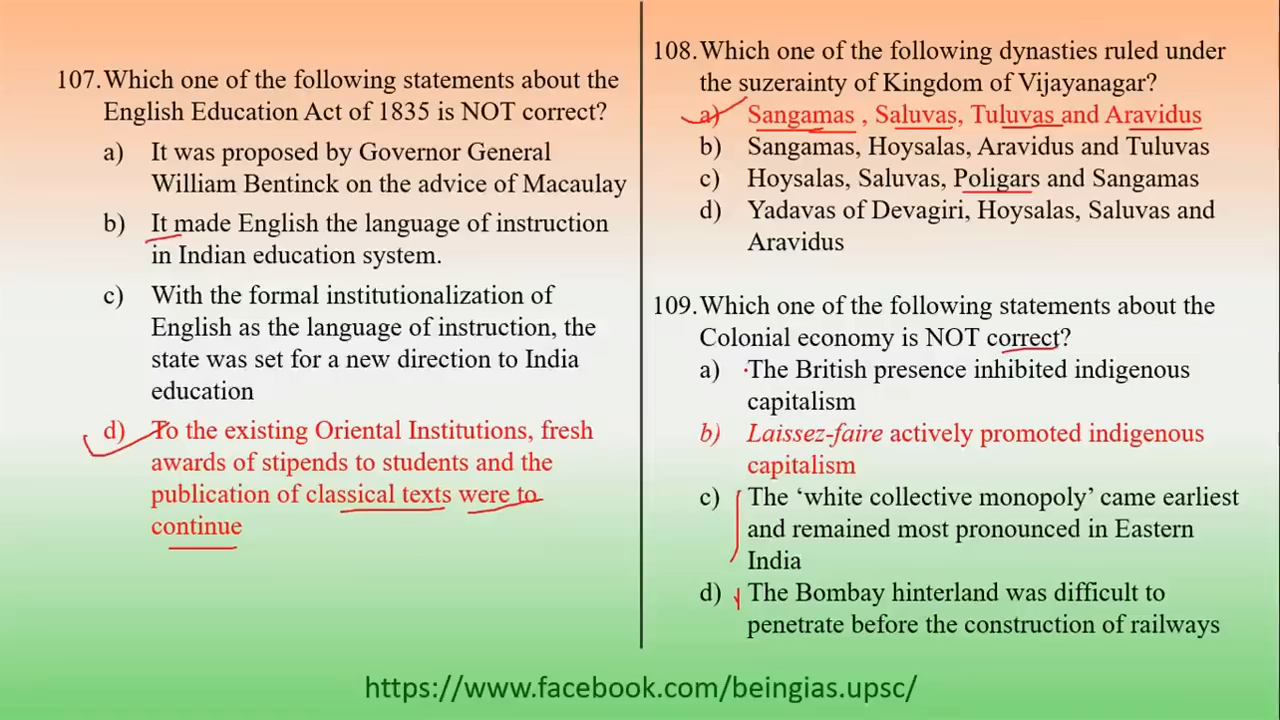 107. Which one of the following statements about the
English Education Act of 1835 is NOT correct?
a) It was proposed by Governor General
William Bentinck on the advice of Macaulay
b) It made English the language of instruction
in Indian education system.
c) With the formal institutionalization of
English as the language of instruction, the
state was set for a new direction to India
education
d) To the existing Oriental Institutions, fresh
awards of stipends to students and the
publication of classical texts were to
continue
108. Which one of the following dynasties ruled under
the suzerainty of Kingdom of Vijayanagar?
a) Sangamas , Saluvas, Tuluvas and Aravidus
b) Sangamas, Hoysalas, Aravidus and Tuluvas
c) Hoysalas, Saluvas, Poligars and Sangamas
d) Yadavas of Devagiri, Hoysalas, Saluvas and
Aravidus
109. Which one of the following statements about the
Colonial economy is NOT correct?
a) The British presence inhibited indigenous
capitalism
b) Laissez-faire actively promoted indigenous
capitalism
c) The ‘white collective monopoly’ came earliest
and remained most pronounced in Eastern
India
d) The Bombay hinterland was difficult to
penetrate before the construction of railways
https://www.facebook.com/beingias.upsc/